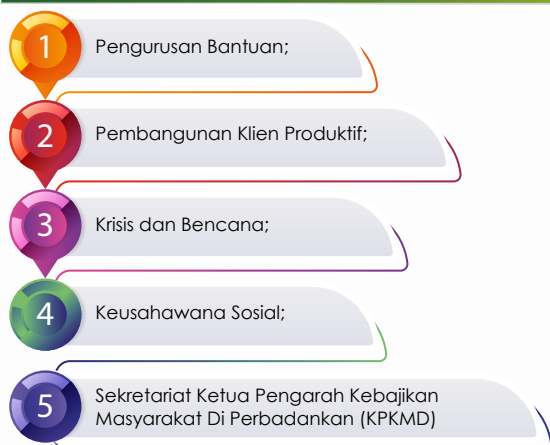 1
Pengurusan Bantuan;
2
Pembangunan Klien Produktif;
3
Krisis dan Bencana;
4
Keusahawana Sosial;
5
Sekretariat Ketua Pengarah Kebajikan
Masyarakat Di Perbadankan (KPKMD)